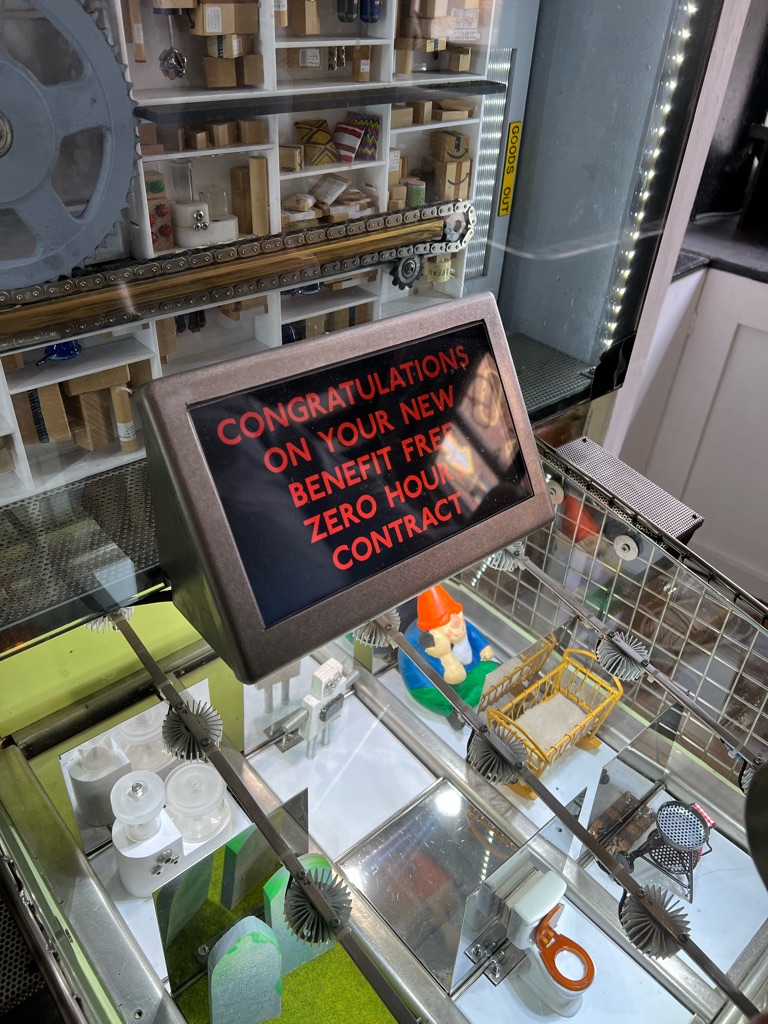 GOODS OUT
CONGRATULATIONS
ON YOUR NEW
BENEFIT FREE
ZERO HOUR
CONTRACT